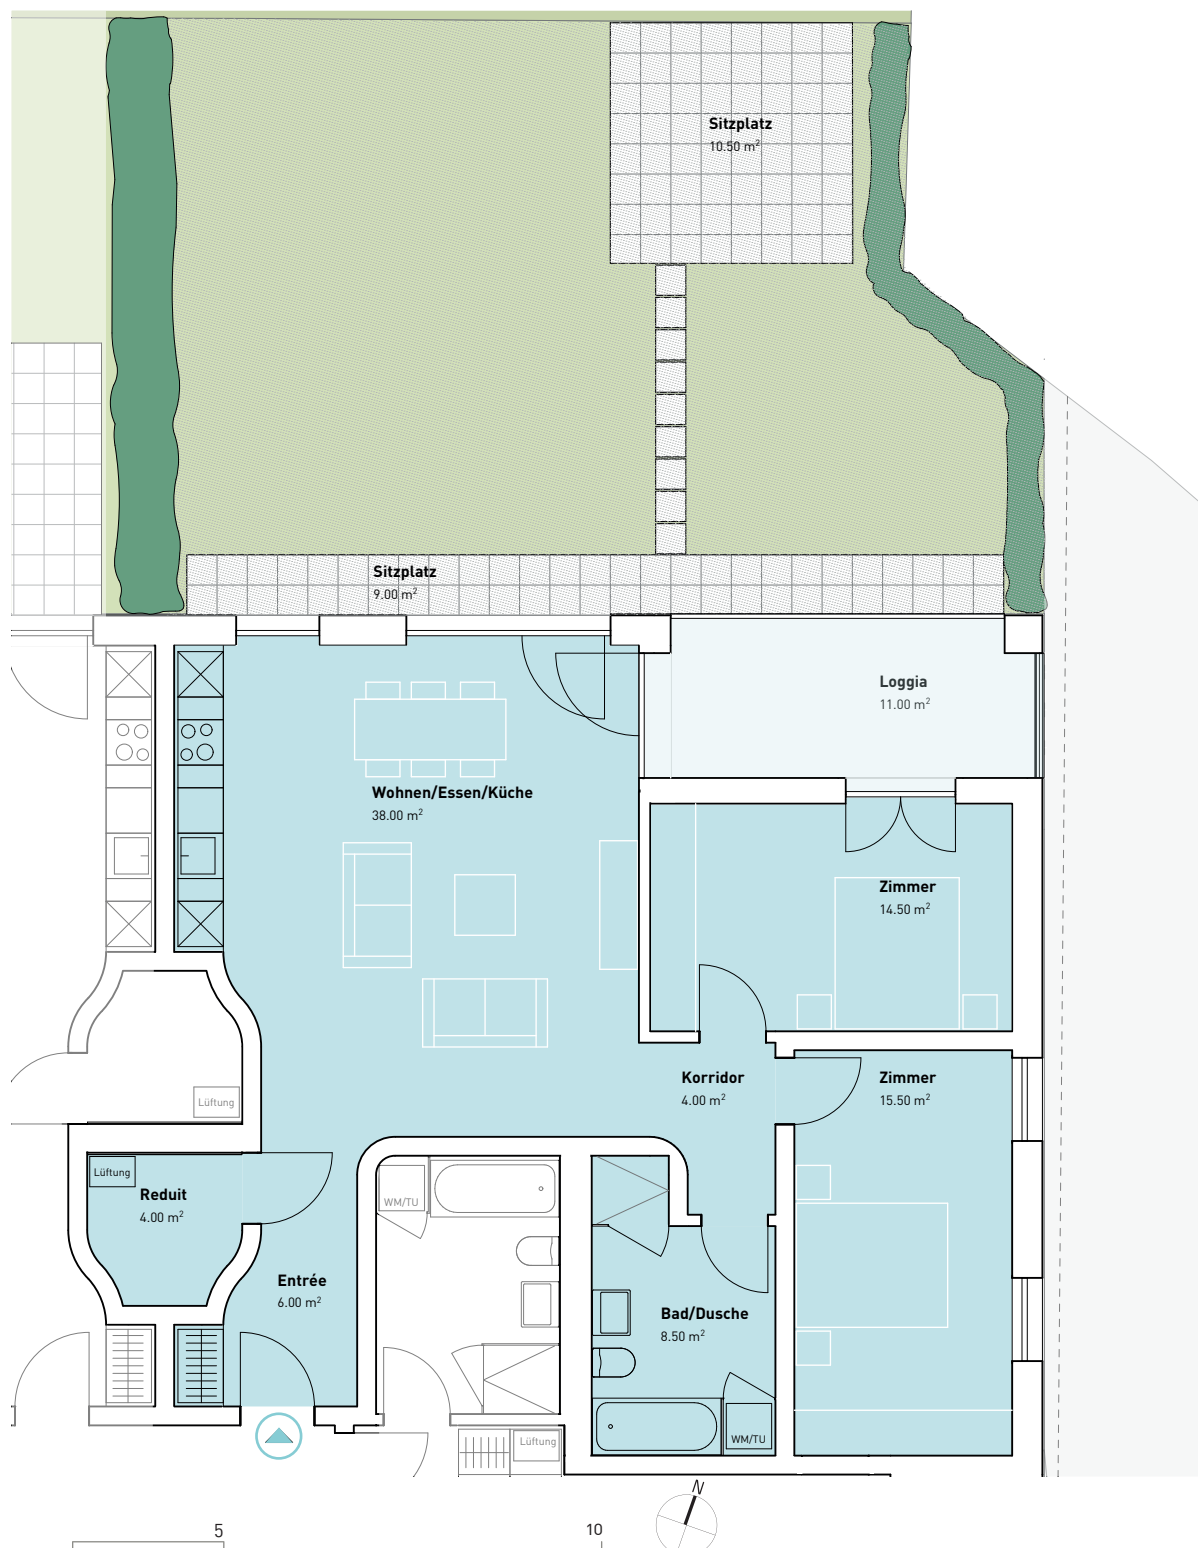 Sitzplatz
10.50 m²
Sitzplatz
9.00 m²
Loggia
11.00 m²
Wohnen/Essen/Küche
38.00 m²
Zimmer
14.50 m²
Korridor
4.00 m²
Zimmer
15.50 m²
Lüftung
Lüftung
Reduit
4.00 m²
WM/TU
Entrée
6.00 m²
Bad/Dusche
8.50 m²
WM/TU
Lüftung
N
5
10